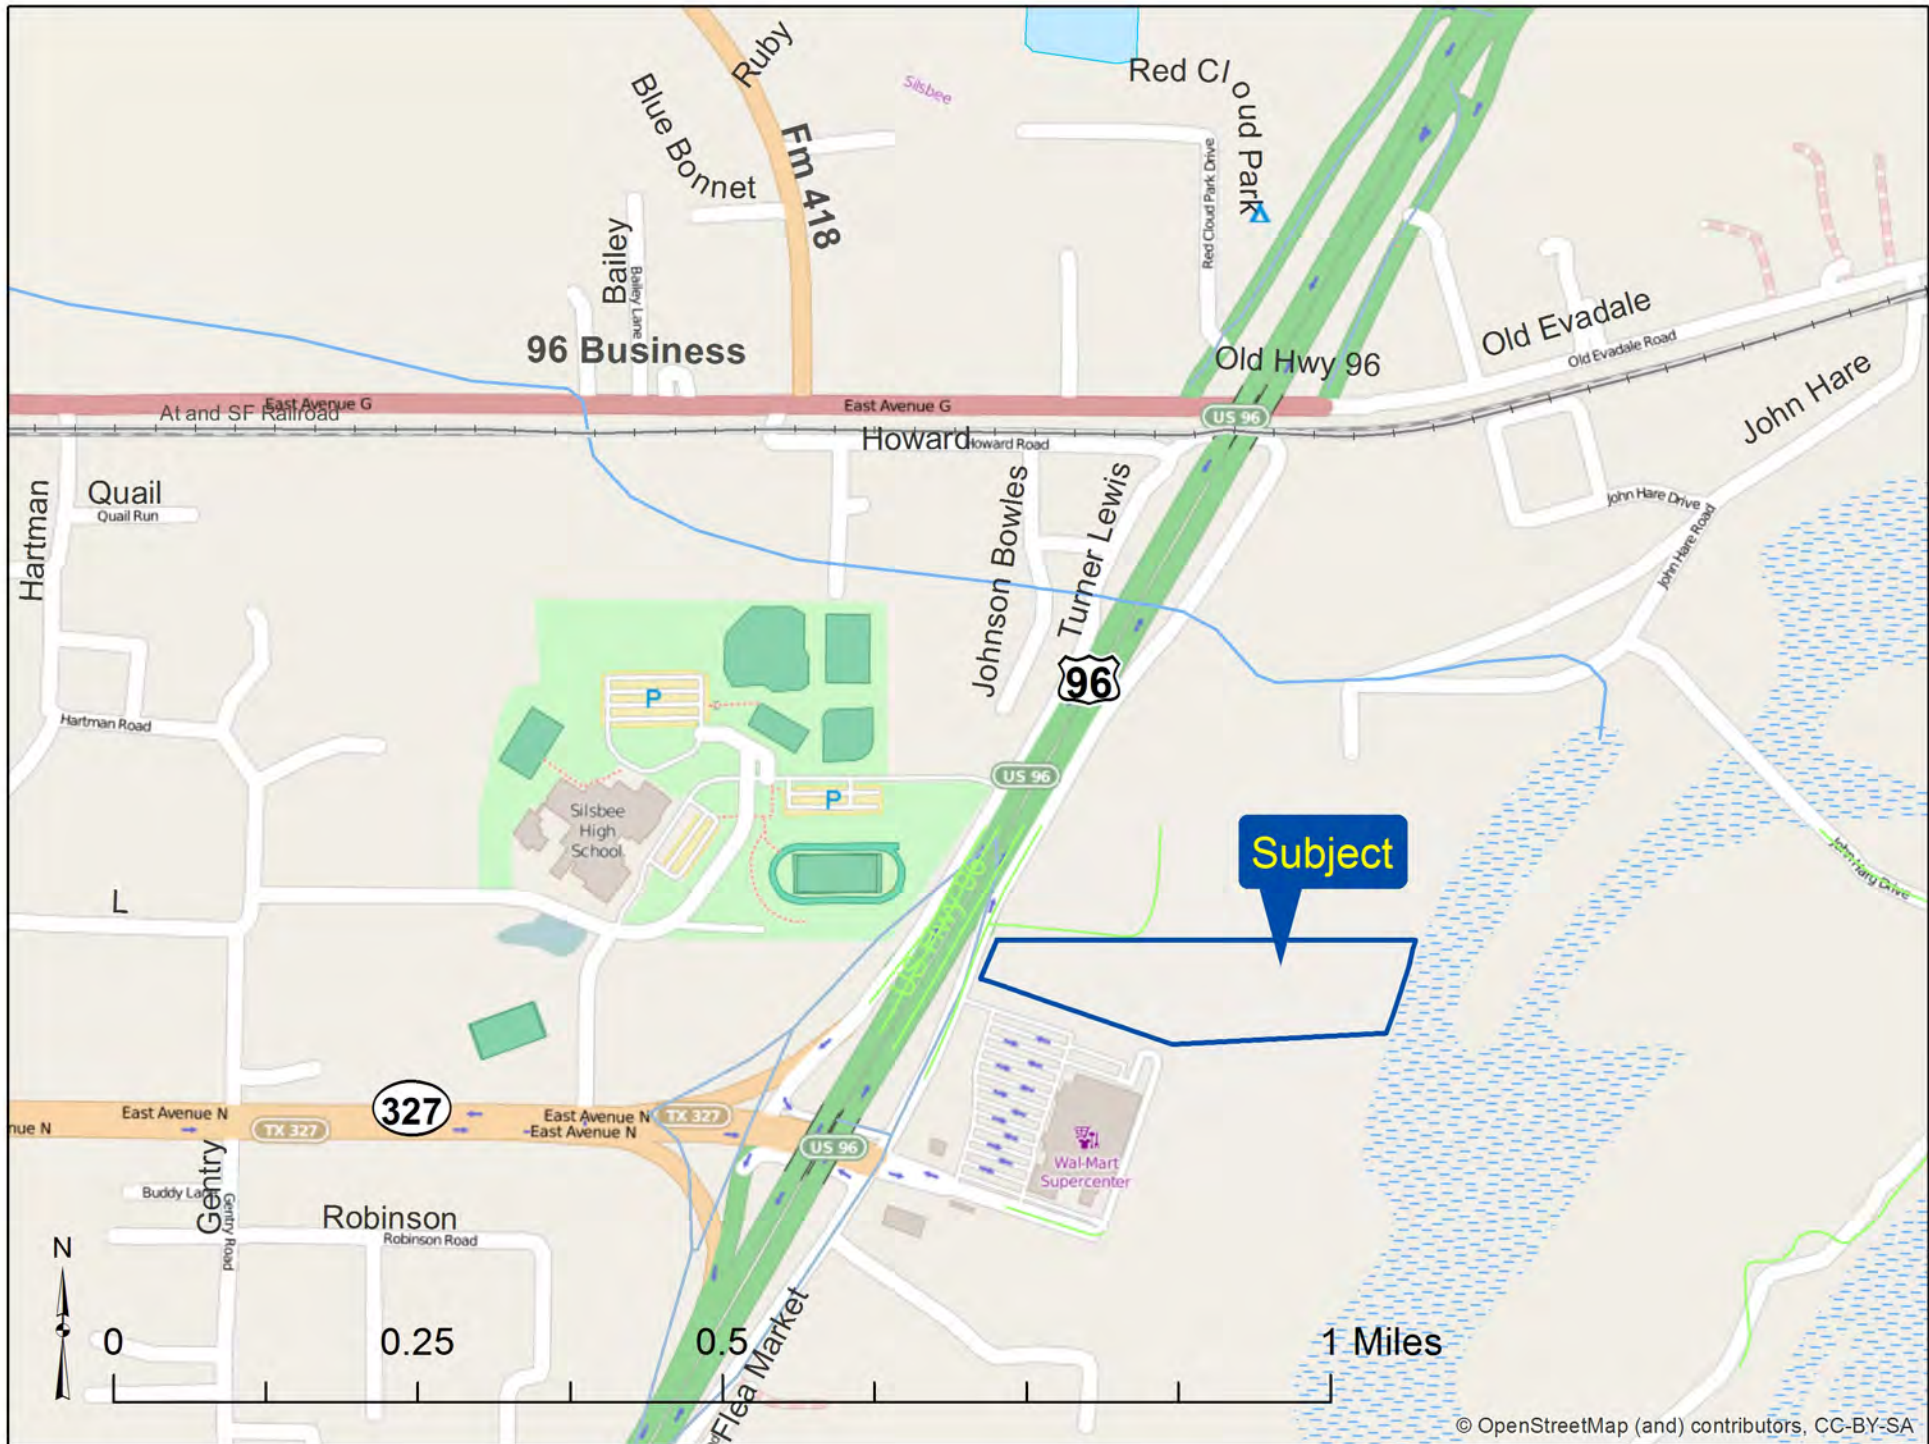 Ruby
Silsbee
Red Cloud Park
Blue Bonnet
Fm 418
Red Cloud Park Drive
Bailey
Bailey Lane
96 Business
Old Hwy 96
Old Evadale
Old Evadale Road
John Hare
East Avenue G
East Avenue G
At and SF Railroad
US 96
Howard
Howard Road
Hartman
Quail
Quail Run
Johnson Bowles
Turner Lewis
John Hare Drive
John Hare Road
96
P
Hartman Road
US 96
P
Silsbee
High
School
Subject
John Harg Drive
L
US Hwy 96
327
East Avenue N
TX 327
East Avenue N
East Avenue N
TX 327
nue N
US 96
Wal-Mart
Supercenter
Gentry
Gentry Road
Buddy Lane
Robinson
Robinson Road
N
Flea Market
0
0.25
0.5
1 Miles
© OpenStreetMap (and) contributors, CC-BY-SA